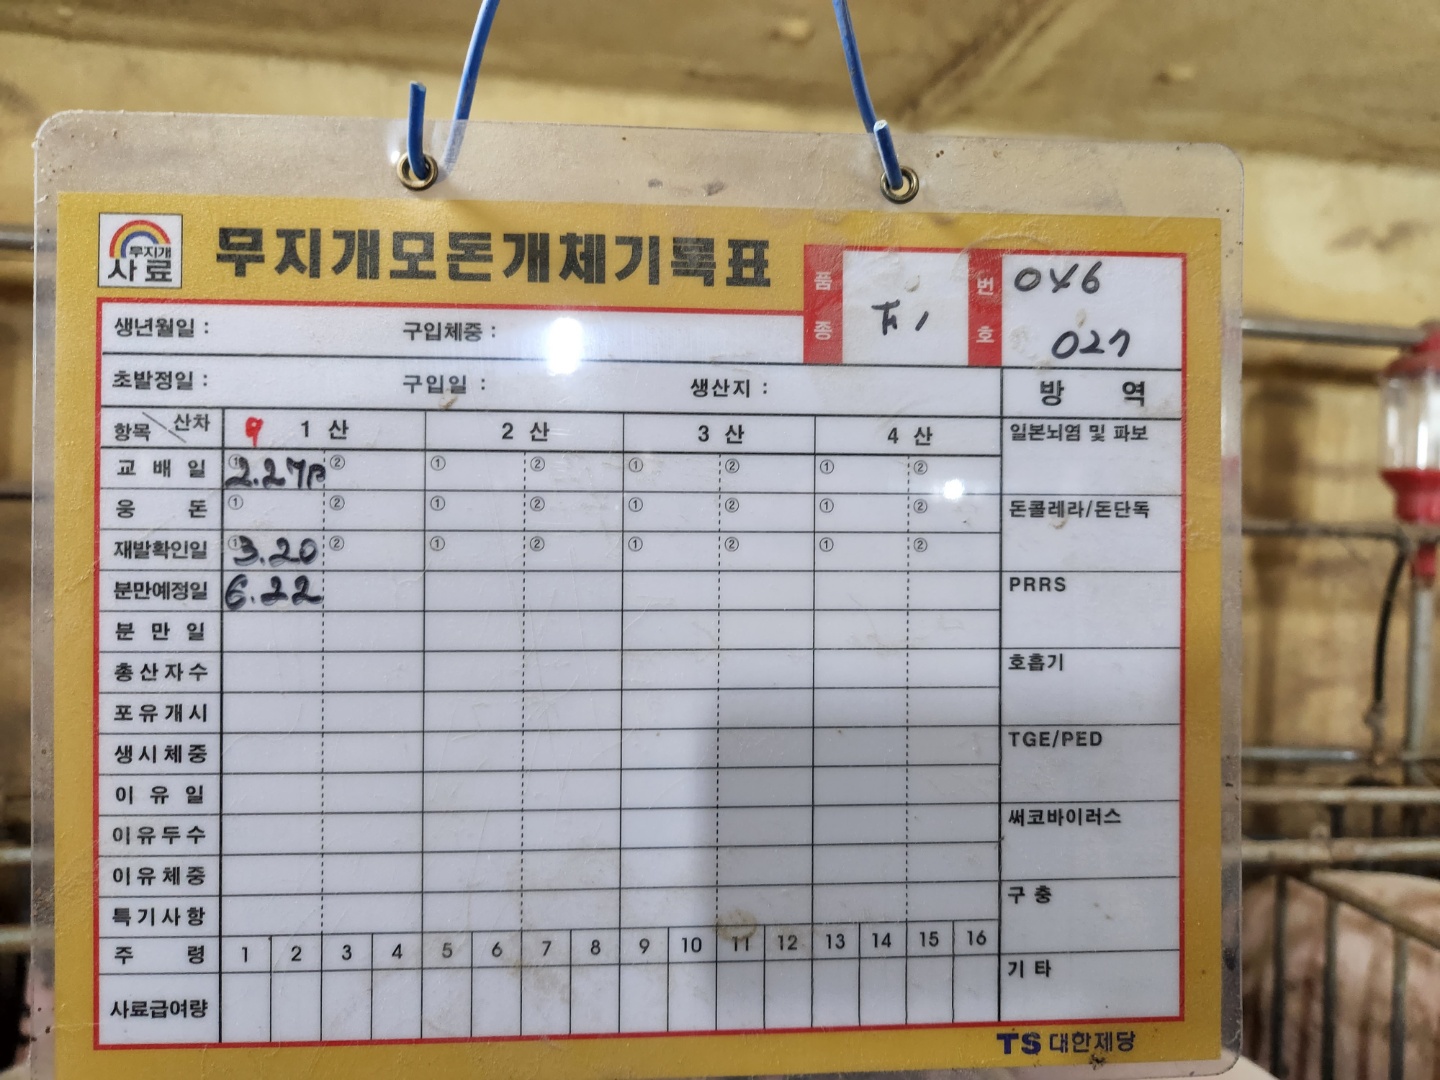 무지개
사료
무지개모돈개체기록표
품종
F1
번호
046
027
생년월일 : 구입체중 :
초발정일 : 구입일 : 생산지 :
방 역
항목 산차 9 1 산 2 산 3 산 4 산
일본뇌염 및 파보
교 배 일 ① 2.27 ② ① ② ① ② ① ②
웅 돈 ① ② ① ② ① ② ① ②
돈콜레라/돈단독
재발확인일 ① 3.20 ② ① ② ① ② ① ②
분만예정일 6.22
PRRS
분 만 일
총산자수
호흡기
포유개시
생시체중
TGE/PED
이 유 일
이유두수
써코바이러스
이유체중
구 충
특기사항
주 령 1 2 3 4 5 6 7 8 9 10 11 12 13 14 15 16
기 타
사료급여량
TS 대한제당